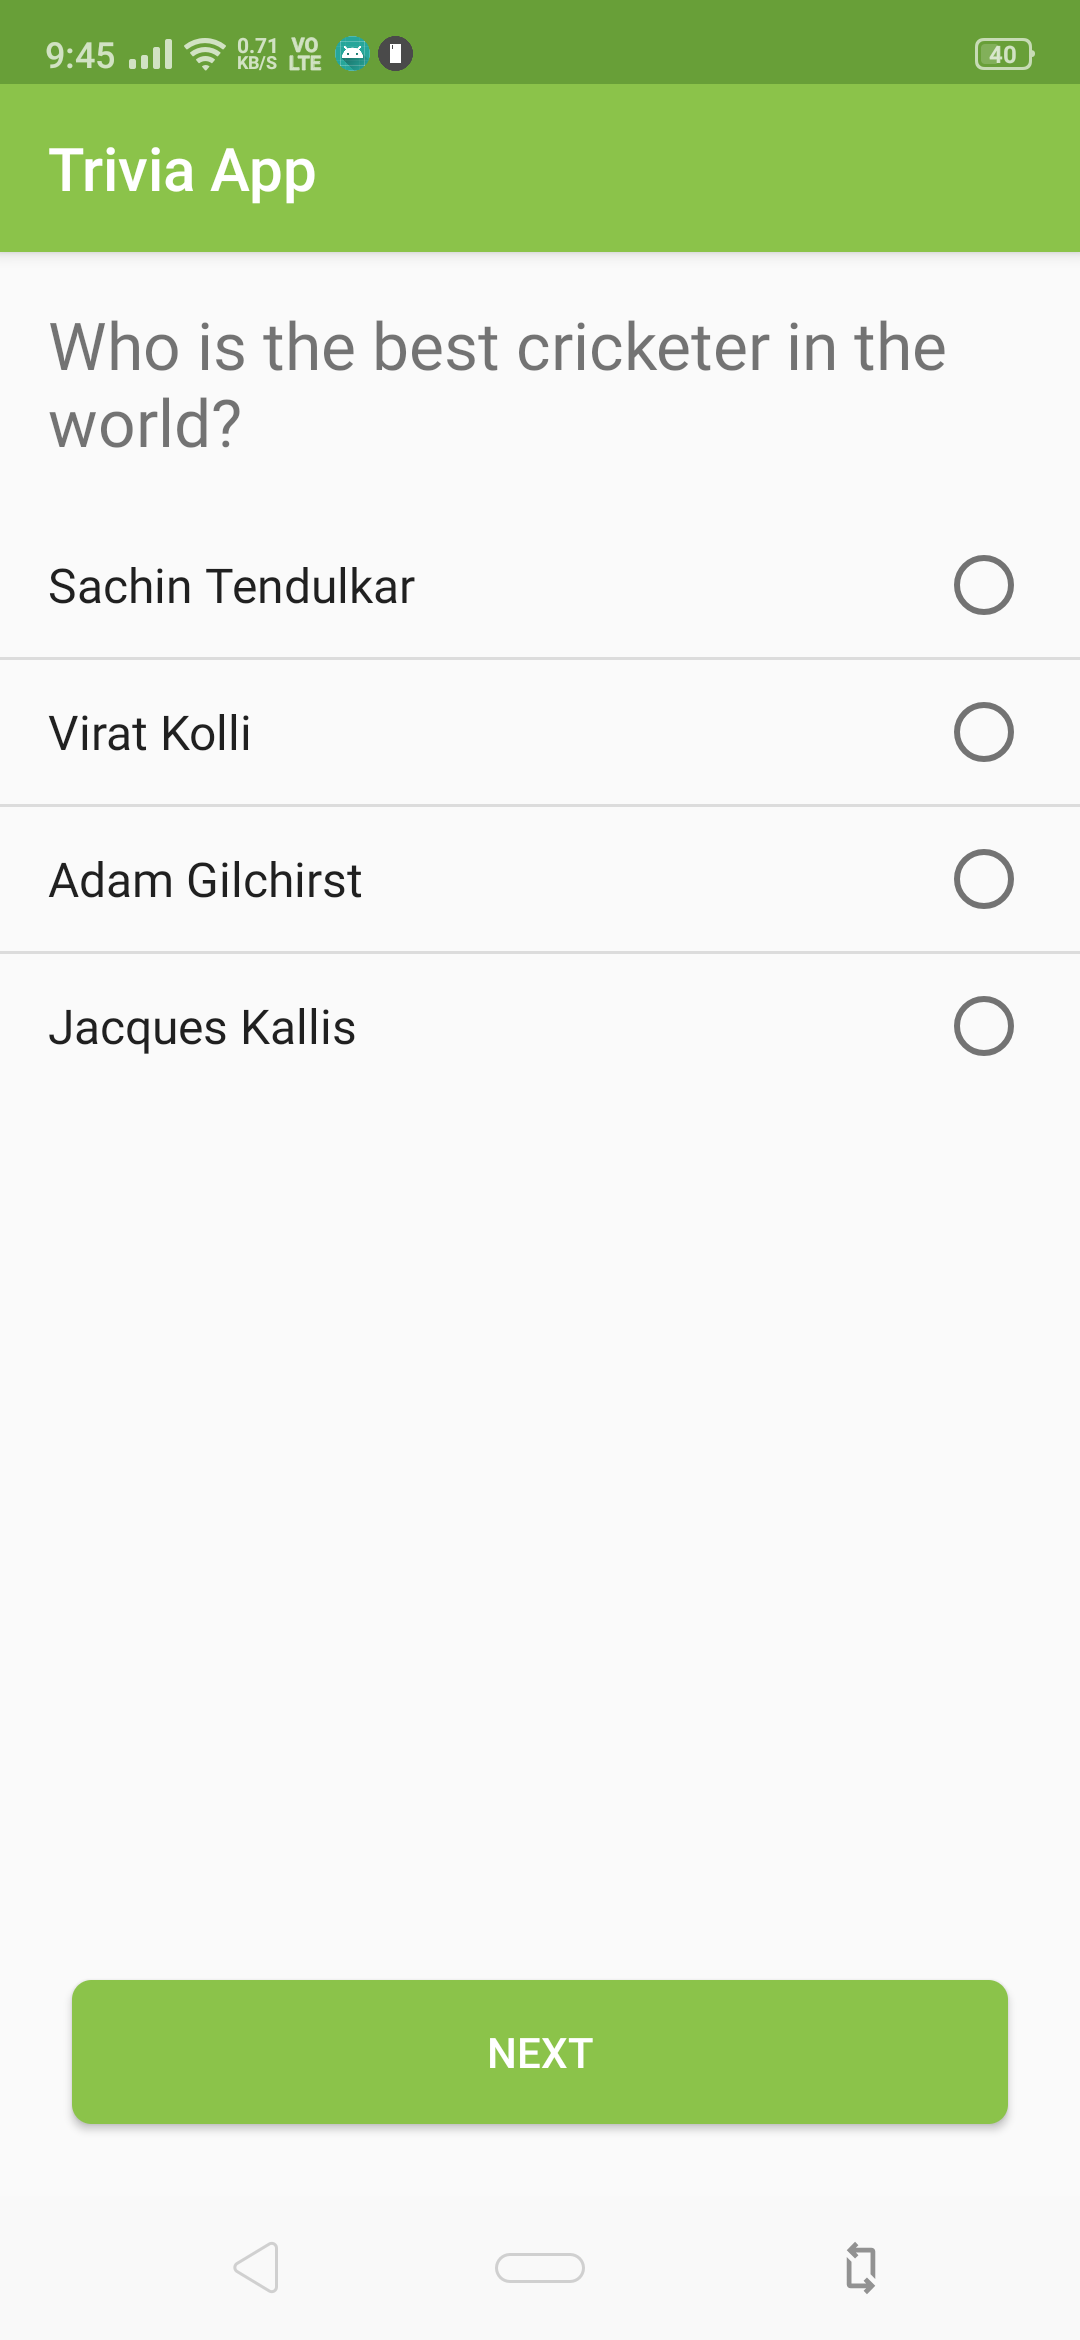 9:45 0.71 KB/S VO LTE 40
Trivia App
Who is the best cricketer in the
world?
Sachin Tendulkar
Virat Kolli
Adam Gilchirst
Jacques Kallis
NEXT